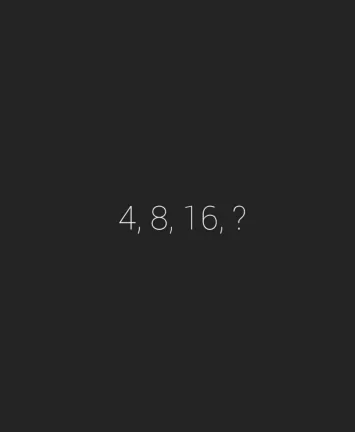 4, 8, 16, ?